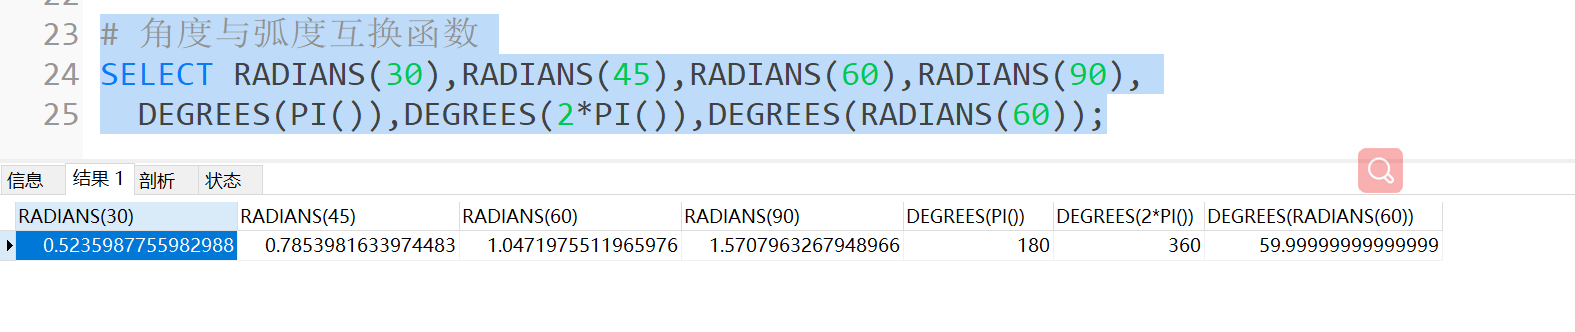 22
23 # 角度与弧度互换函数
24 SELECT RADIANS(30),RADIANS(45),RADIANS(60),RADIANS(90),
25 DEGREES(PI()),DEGREES(2*PI()),DEGREES(RADIANS(60));
信息 结果 1 剖析 状态
RADIANS(30) RADIANS(45) RADIANS(60) RADIANS(90) DEGREES(PI()) DEGREES(2*PI()) DEGREES(RADIANS(60))
0.5235987755982988 0.7853981633974483 1.0471975511965976 1.5707963267948966 180 360 59.99999999999999